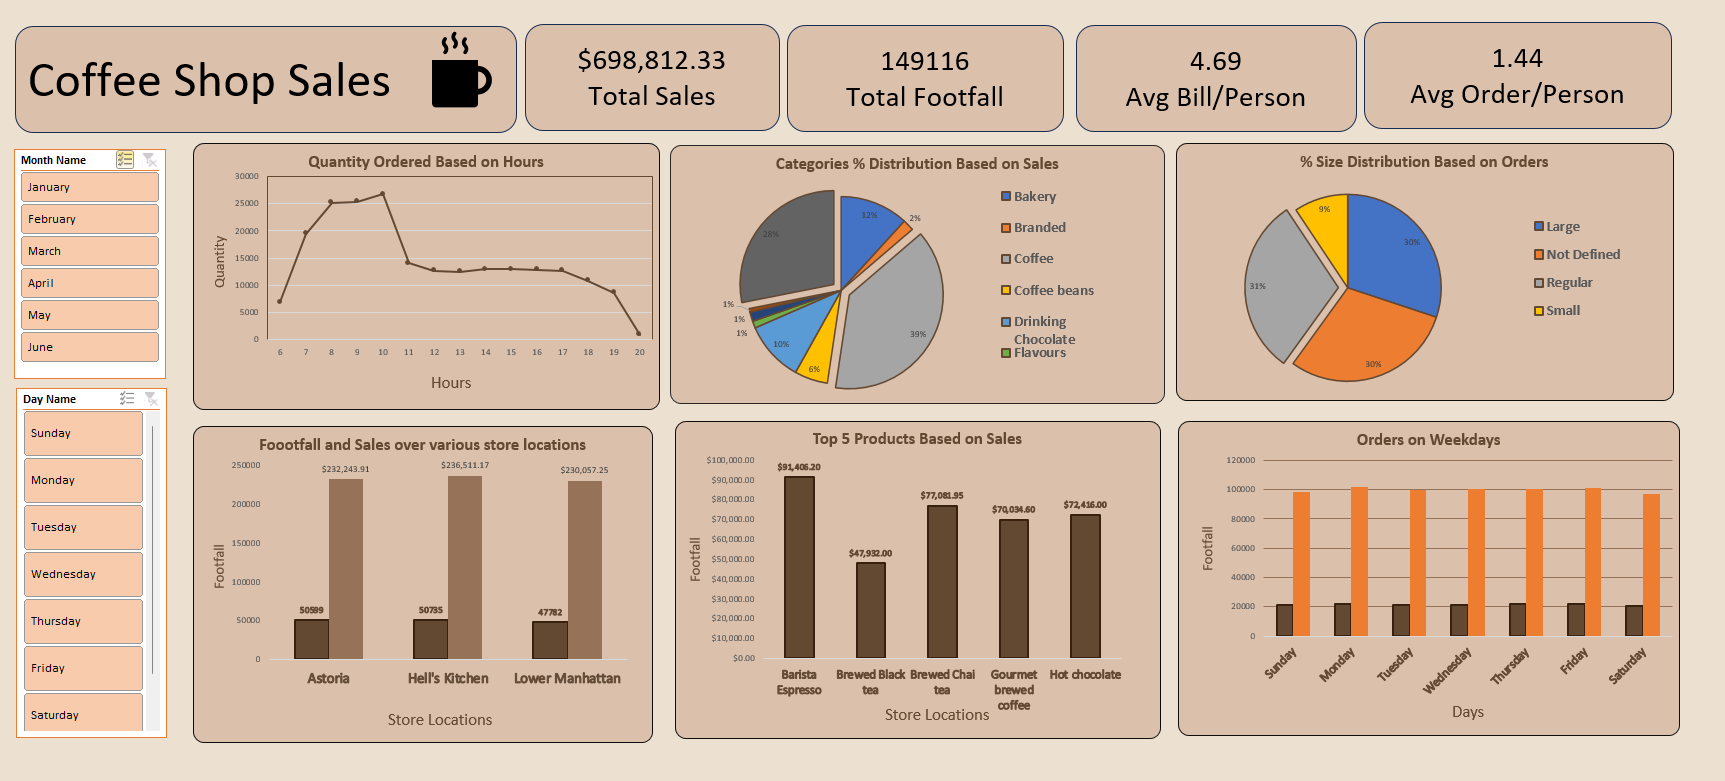 Coffee Shop Sales
$698,812.33
Total Sales
149116
Total Footfall
4.69
Avg Bill/Person
1.44
Avg Order/Person
Month Name
January
February
March
April
May
June
Day Name
Sunday
Monday
Tuesday
Wednesday
Thursday
Friday
Saturday
Quantity Ordered Based on Hours
30000
25000
20000
15000
10000
5000
0
Quantity
6 7 8 9 10 11 12 13 14 15 16 17 18 19 20
Hours
Categories % Distribution Based on Sales
12%
2%
28%
39%
1%
1%
1%
10%
6%
Bakery
Branded
Coffee
Coffee beans
Drinking
Chocolate
Flavours
% Size Distribution Based on Orders
9%
30%
31%
30%
Large
Not Defined
Regular
Small
Foootfall and Sales over various store locations
250000
200000
150000
100000
50000
0
Footfall
$232,243.91
$236,511.17
$230,057.25
50599
50735
47782
Astoria
Hell's Kitchen
Lower Manhattan
Store Locations
Top 5 Products Based on Sales
$100,000.00
$90,000.00
$80,000.00
$70,000.00
$60,000.00
$50,000.00
$40,000.00
$30,000.00
$20,000.00
$10,000.00
$0.00
Footfall
$91,406.20
$47,932.00
$77,081.95
$70,034.60
$72,416.00
Barista
Espresso
Brewed Black
tea
Brewed Chai
tea
Gourmet
brewed
coffee
Hot chocolate
Store Locations
Orders on Weekdays
120000
100000
80000
60000
40000
20000
0
Footfall
Sunday
Monday
Tuesday
Wednesday
Thursday
Friday
Saturday
Days